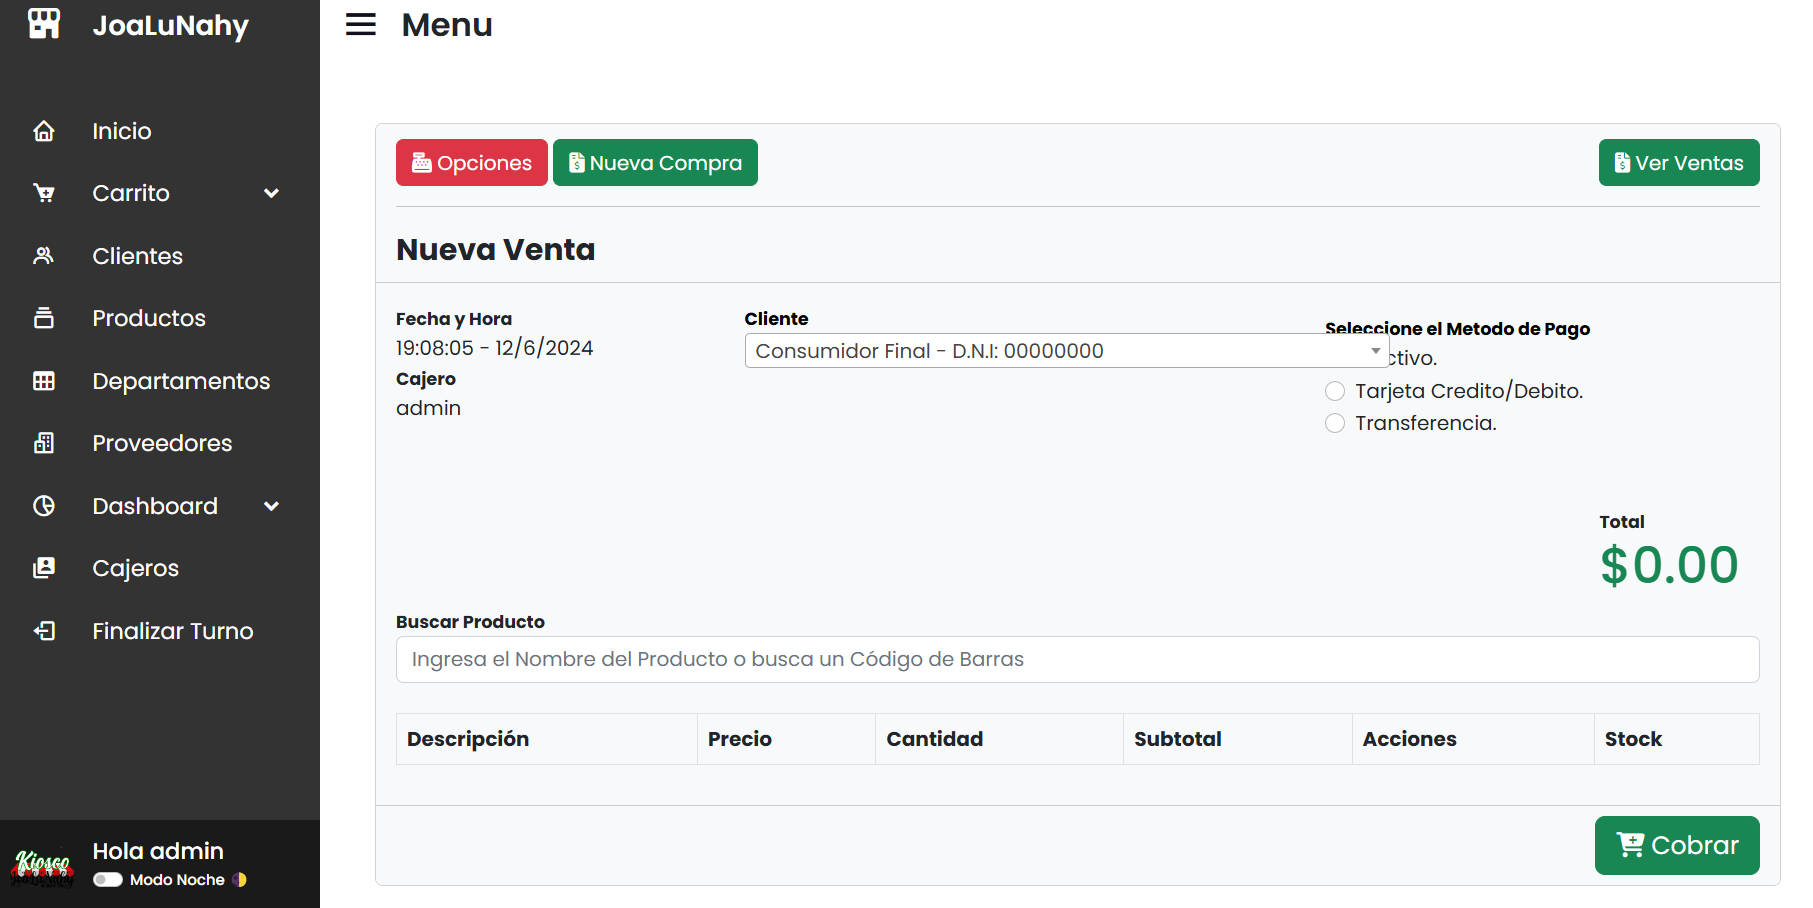 JoaLuNahy
Menu
Inicio
Carrito
Clientes
Productos
Departamentos
Proveedores
Dashboard
Cajeros
Finalizar Turno
Kiosco
JoaLuNahy
Hola admin
Modo Noche
Opciones
Nueva Compra
Ver Ventas
Nueva Venta
Fecha y Hora
19:08:05 - 12/6/2024
Cajero
admin
Cliente
Consumidor Final - D.N.I: 00000000
Seleccione el Metodo de Pago
ctivo.
Tarjeta Credito/Debito.
Transferencia.
Total
$0.00
Buscar Producto
Ingresa el Nombre del Producto o busca un Código de Barras
Descripción Precio Cantidad Subtotal Acciones Stock
Cobrar